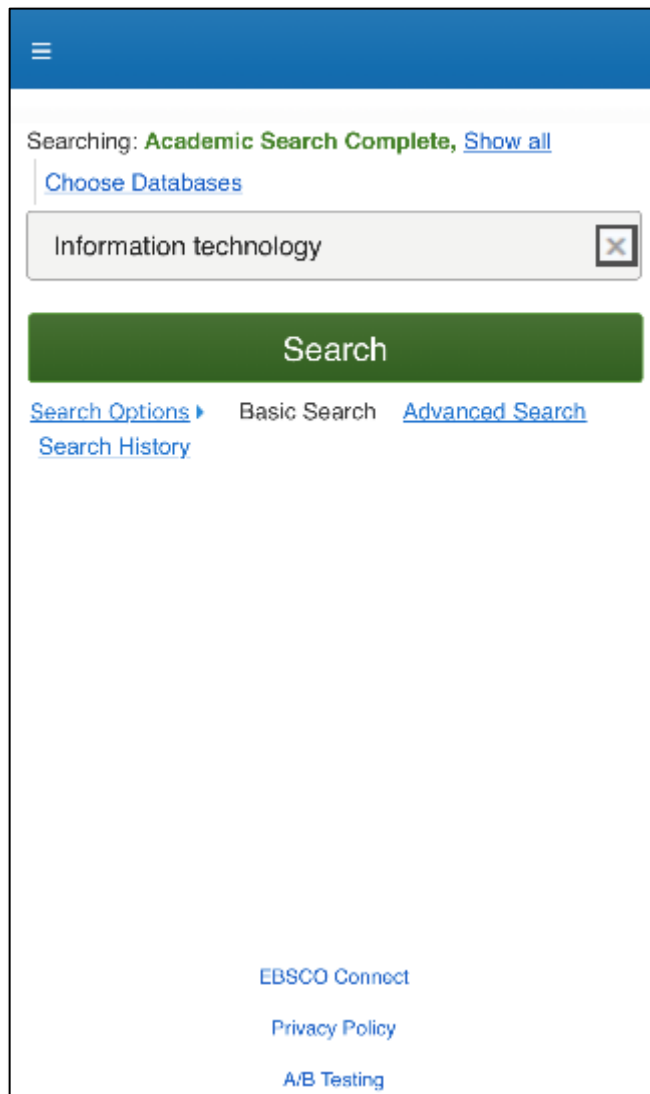 Searching: Academic Search Complete, Show all
Choose Databases
Information technology
Search
Search Options Basic Search Advanced Search
Search History
EBSCO Connect
Privacy Policy
A/B Testing